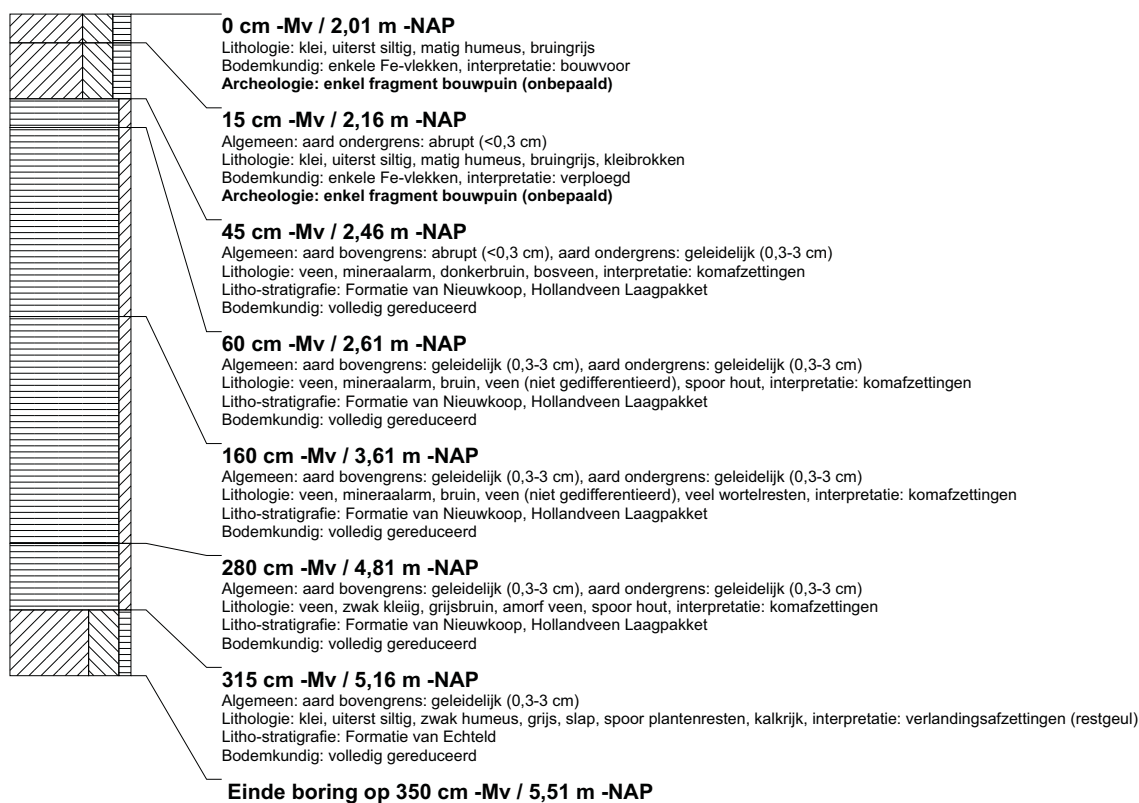 0 cm -Mv / 2,01 m -NAP
Lithologie: klei, uiterst siltig, matig humeus, bruingrijs
Bodemkundig: enkele Fe-vlekken, interpretatie: bouwvoor
Archeologie: enkel fragment bouwpuin (onbepaald)
15 cm -Mv / 2,16 m -NAP
Algemeen: aard ondergrens: abrupt (<0,3 cm)
Lithologie: klei, uiterst siltig, matig humeus, bruingrijs, kleibrokken
Bodemkundig: enkele Fe-vlekken, interpretatie: verploegd
Archeologie: enkel fragment bouwpuin (onbepaald)
45 cm -Mv / 2,46 m -NAP
Algemeen: aard bovengrens: abrupt (<0,3 cm), aard ondergrens: geleidelijk (0,3-3 cm)
Lithologie: veen, mineraalarm, donkerbruin, bosveen, interpretatie: komafzettingen
Litho-stratigrafie: Formatie van Nieuwkoop, Hollandveen Laagpakket
Bodemkundig: volledig gereduceerd
60 cm -Mv / 2,61 m -NAP
Algemeen: aard bovengrens: geleidelijk (0,3-3 cm), aard ondergrens: geleidelijk (0,3-3 cm)
Lithologie: veen, mineraalarm, bruin, veen (niet gedifferentieerd), spoor hout, interpretatie: komafzettingen
Litho-stratigrafie: Formatie van Nieuwkoop, Hollandveen Laagpakket
Bodemkundig: volledig gereduceerd
160 cm -Mv / 3,61 m -NAP
Algemeen: aard bovengrens: geleidelijk (0,3-3 cm), aard ondergrens: geleidelijk (0,3-3 cm)
Lithologie: veen, mineraalarm, bruin, veen (niet gedifferentieerd), veel wortelresten, interpretatie: komafzettingen
Litho-stratigrafie: Formatie van Nieuwkoop, Hollandveen Laagpakket
Bodemkundig: volledig gereduceerd
280 cm -Mv / 4,81 m -NAP
Algemeen: aard bovengrens: geleidelijk (0,3-3 cm), aard ondergrens: geleidelijk (0,3-3 cm)
Lithologie: veen, zwak kleiig, grijsbruin, amorf veen, spoor hout, interpretatie: komafzettingen
Litho-stratigrafie: Formatie van Nieuwkoop, Hollandveen Laagpakket
Bodemkundig: volledig gereduceerd
315 cm -Mv / 5,16 m -NAP
Algemeen: aard bovengrens: geleidelijk (0,3-3 cm)
Lithologie: klei, uiterst siltig, zwak humeus, grijs, slap, spoor plantenresten, kalkrijk, interpretatie: verlandingsafzettingen (restgeul)
Litho-stratigrafie: Formatie van Echteld
Bodemkundig: volledig gereduceerd
Einde boring op 350 cm -Mv / 5,51 m -NAP